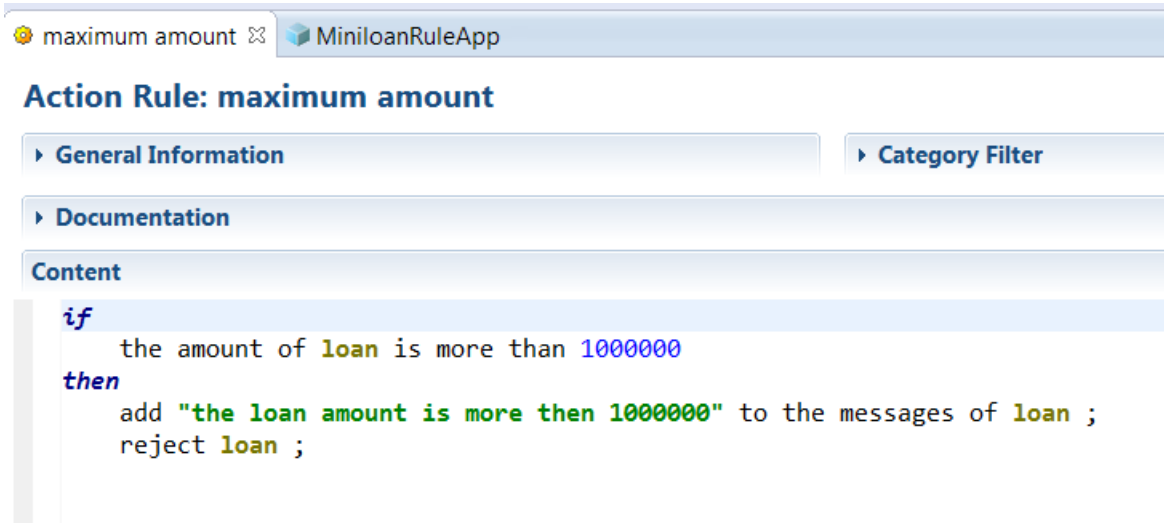 maximum amount MiniloanRuleApp
Action Rule: maximum amount
General Information Category Filter
Documentation
Content
if
the amount of loan is more than 1000000
then
add "the loan amount is more then 1000000" to the messages of loan ;
reject loan ;